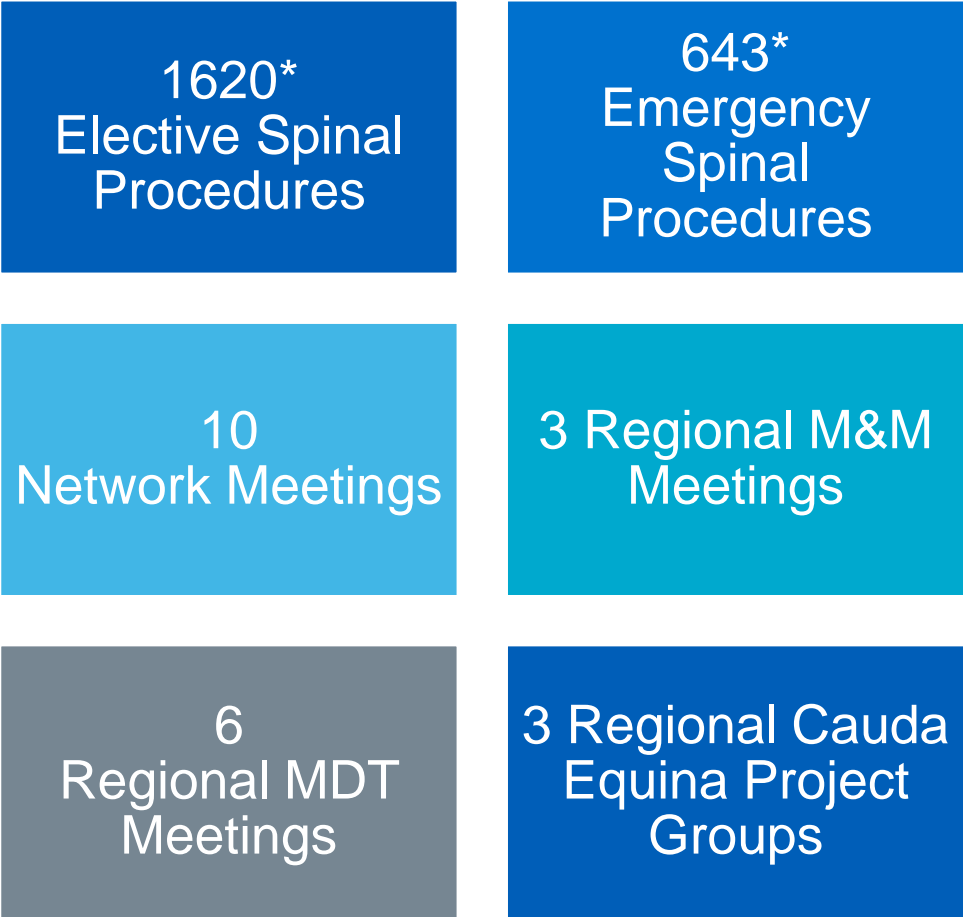 1620*
Elective Spinal
Procedures
643*
Emergency
Spinal
Procedures
10
Network Meetings
3 Regional M&M
Meetings
6
Regional MDT
Meetings
3 Regional Cauda
Equina Project
Groups